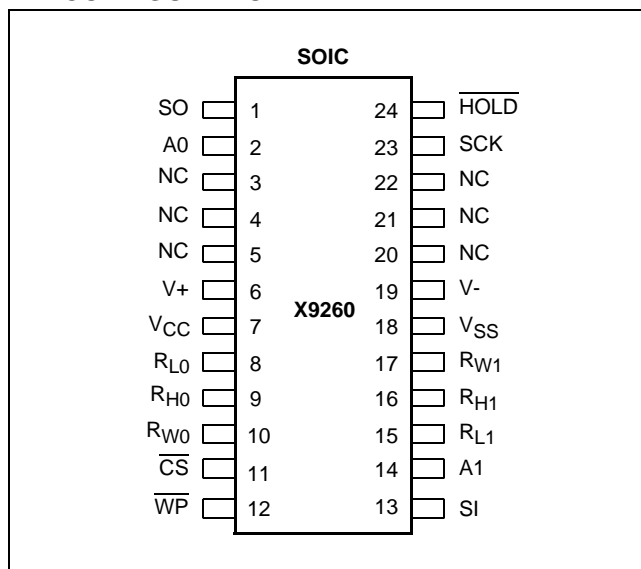 SOIC
SO 1 24 HOLD
A0 2 23 SCK
NC 3 22 NC
NC 4 21 NC
NC 5 20 NC
V+ 6 19 V-
X9260
VCC 7 18 VSS
RL0 8 17 RW1
RH0 9 16 RH1
RW0 10 15 RL1
CS 11 14 A1
WP 12 13 SI